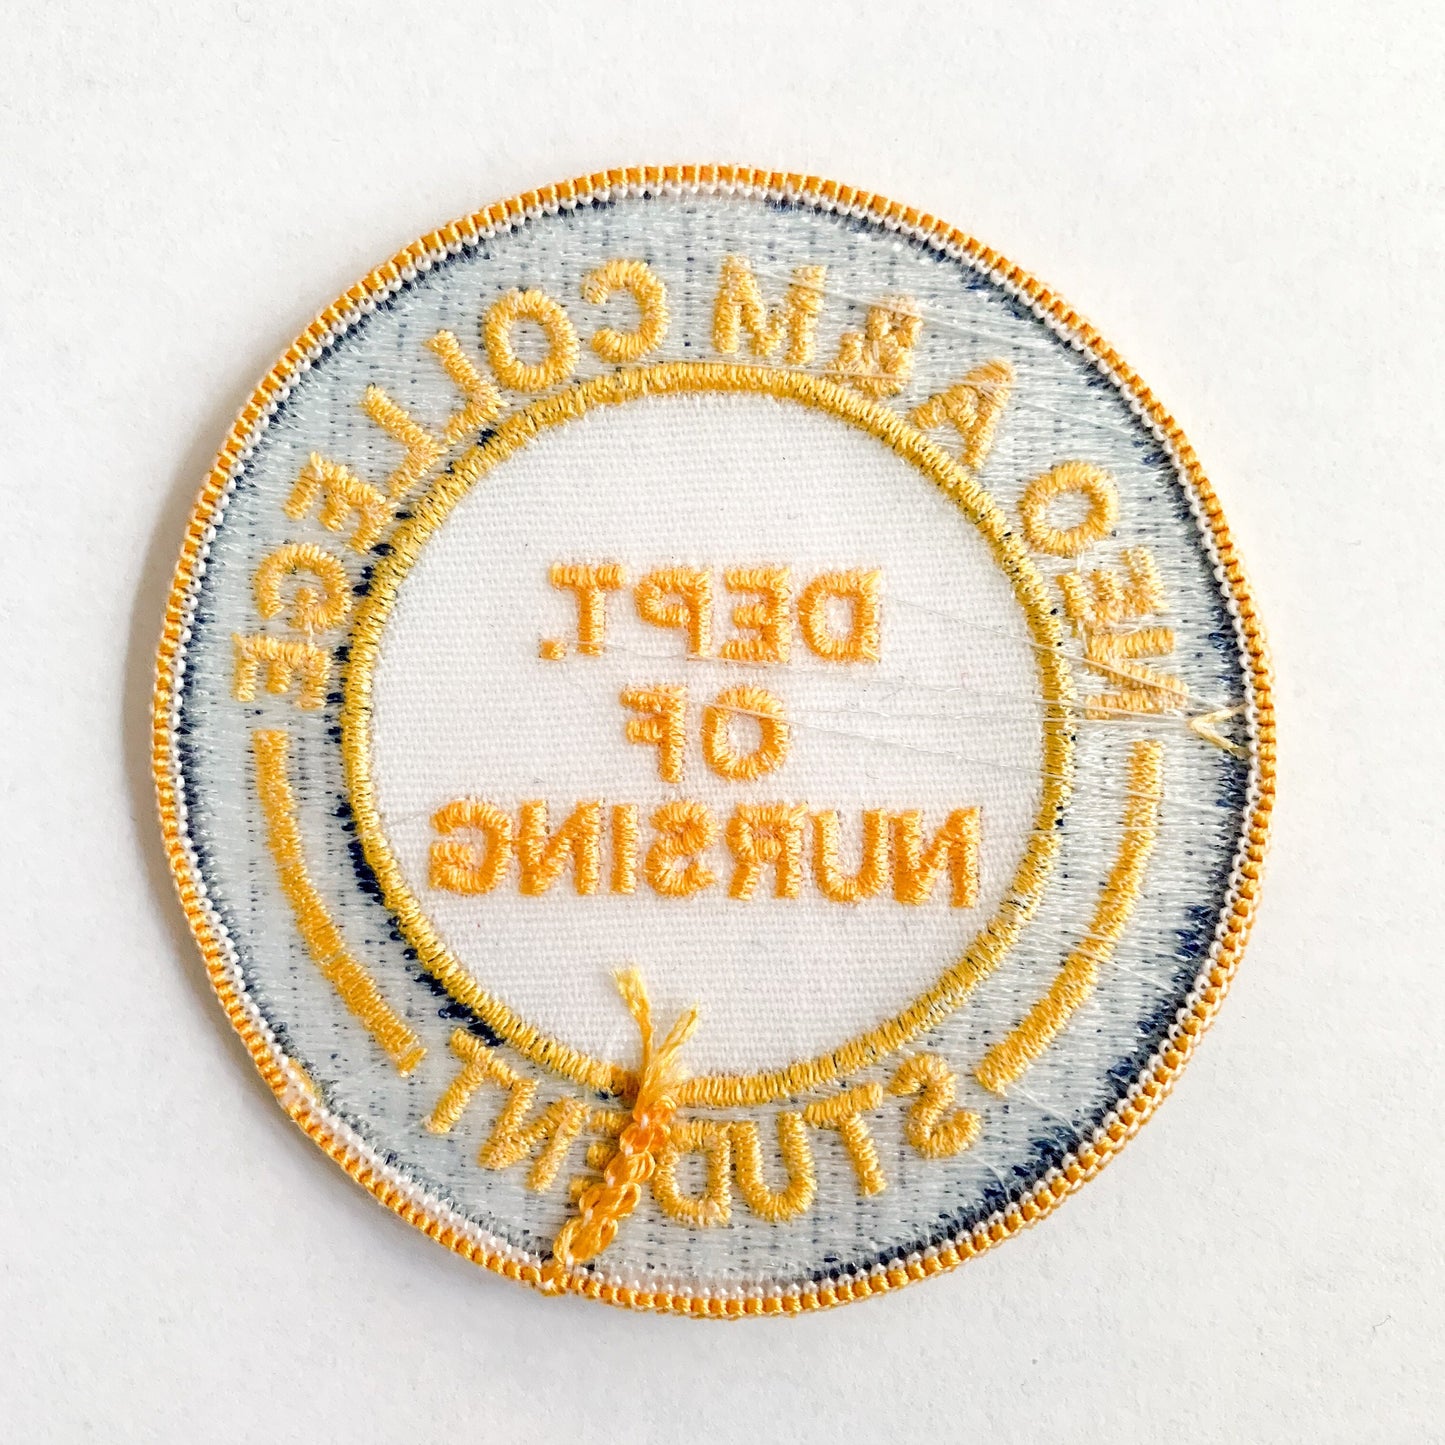 NEO A&M COLLEGE
DEPT.
OF
NURSING
STUDENT